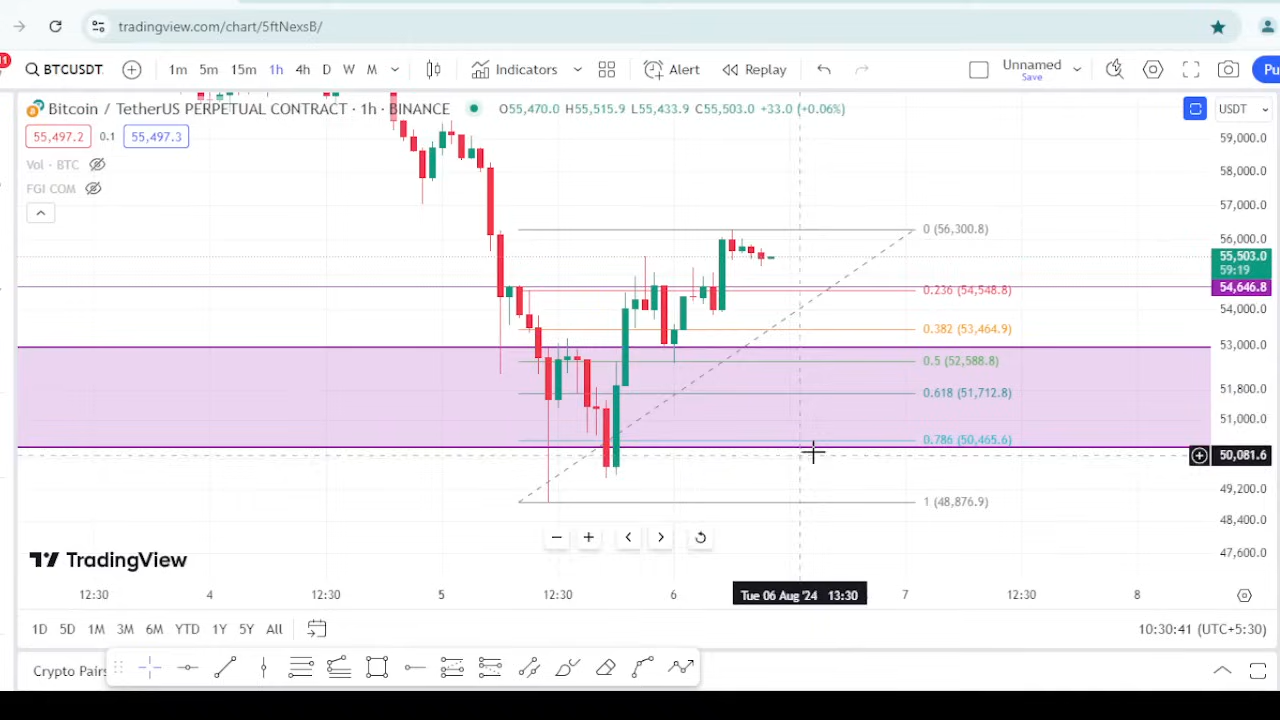 tradingview.com/chart/5ftNexsB/
11
BTCUSDT 1m 5m 15m 1h 4h D W M Indicators Alert Replay Unnamed Save Pu
Bitcoin / TetherUS PERPETUAL CONTRACT · 1h · BINANCE O55,470.0 H55,515.9 L55,433.9 C55,503.0 +33.0 (+0.06%) USDT
55,497.2 0.1 55,497.3
Vol · BTC
FGI COM
59,000.0
58,000.0
57,000.0
0 (56,300.8)
56,000.0
55,503.0
59:19
54,646.8
0.236 (54,548.8)
54,000.0
0.382 (53,464.9)
53,000.0
0.5 (52,588.8)
51,800.0
0.618 (51,712.8)
51,000.0
0.786 (50,465.6)
50,081.6
49,200.0
1 (48,876.9)
48,400.0
47,600.0
TradingView
12:30 4 12:30 5 12:30 6 Tue 06 Aug '24 13:30 7 12:30 8
1D 5D 1M 3M 6M YTD 1Y 5Y All 10:30:41 (UTC+5:30)
Crypto Pairs